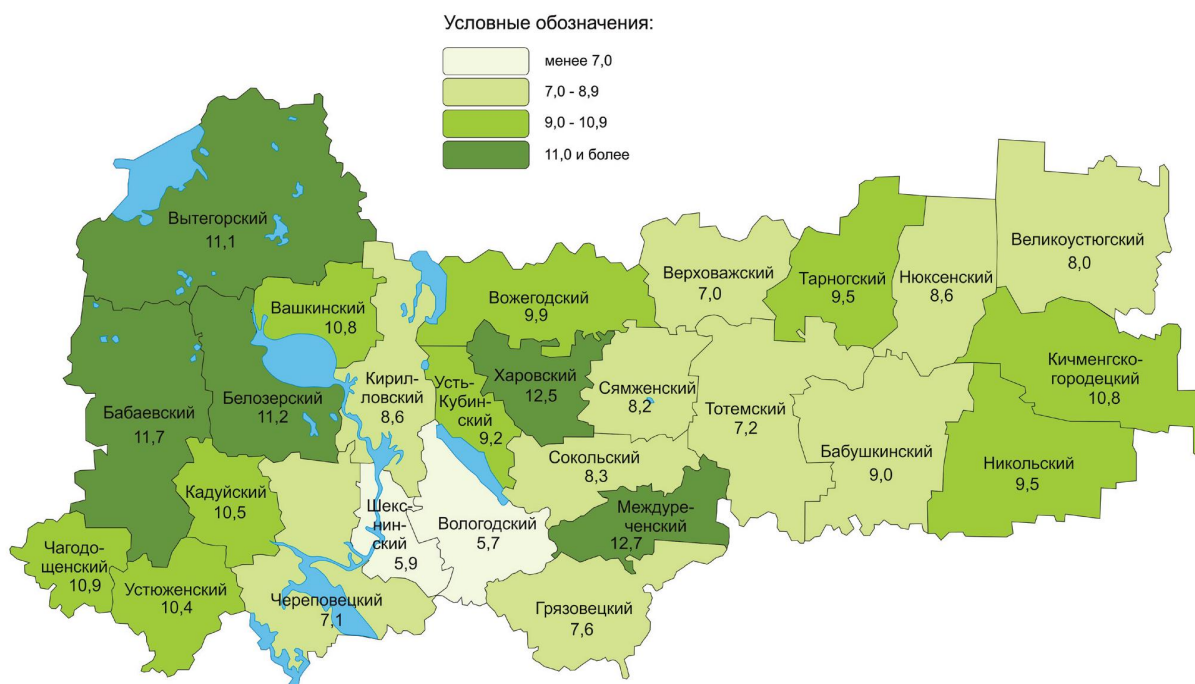 Условные обозначения:
менее 7,0
7,0 - 8,9
9,0 - 10,9
11,0 и более
Вытегорский
11,1
Вашкинский
10,8
Вожегодский
9,9
Верховажский
7,0
Тарногский
9,5
Нюксенский
8,6
Великоустюгский
8,0
Бабаевский
11,7
Белозерский
11,2
Кирил-
ловский
8,6
Усть-
Кубин-
ский
9,2
Харовский
12,5
Сямженский
8,2
Тотемский
7,2
Бабушкинский
9,0
Кичменгско-
городецкий
10,8
Никольский
9,5
Сокольский
8,3
Междуре-
ченский
12,7
Кадуйский
10,5
Шекс-
нин-
ский
5,9
Вологодский
5,7
Чагодо-
щенский
10,9
Устюженский
10,4
Череповецкий
7,1
Грязовецкий
7,6